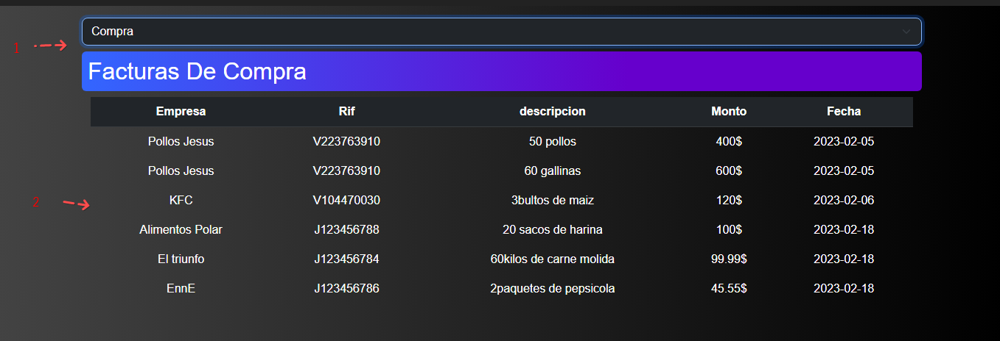 Compra
1
Facturas De Compra
Empresa Rif descripcion Monto Fecha
Pollos Jesus V223763910 50 pollos 400$ 2023-02-05
Pollos Jesus V223763910 60 gallinas 600$ 2023-02-05
2 KFC V104470030 3bultos de maiz 120$ 2023-02-06
Alimentos Polar J123456788 20 sacos de harina 100$ 2023-02-18
El triunfo J123456784 60kilos de carne molida 99.99$ 2023-02-18
EnnE J123456786 2paquetes de pepsicola 45.55$ 2023-02-18